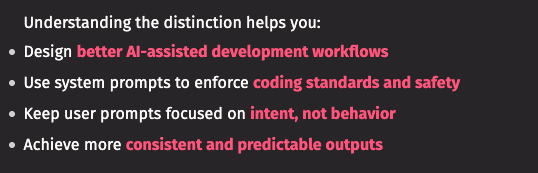 Understanding the distinction helps you:
• Design better AI-assisted development workflows
• Use system prompts to enforce coding standards and safety
• Keep user prompts focused on intent, not behavior
• Achieve more consistent and predictable outputs